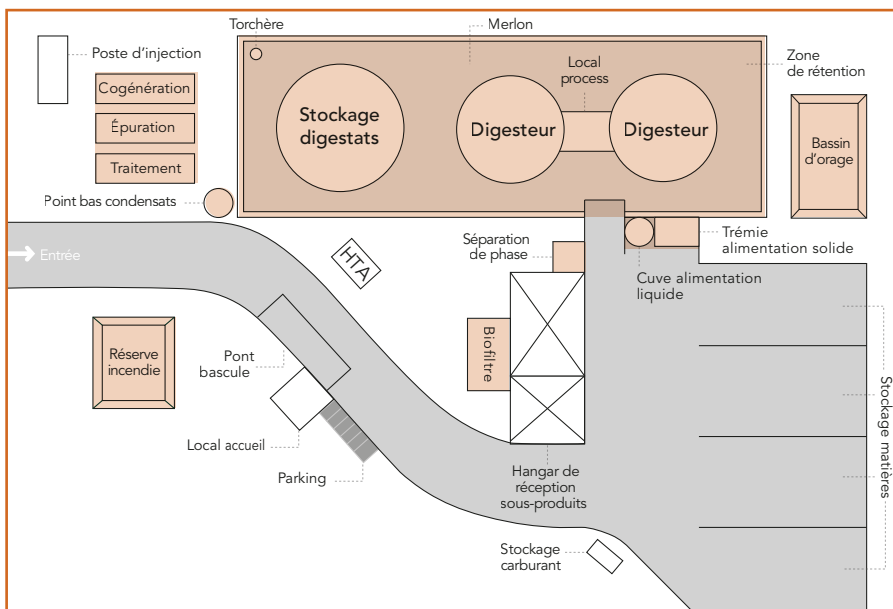 Torchère
Merlon
Poste d'injection
Local
process
Zone
de rétention
Cogénération
Épuration
Traitement
Stockage
digestats
Digesteur
Digesteur
Bassin
d'orage
Point bas condensats
Entrée
HTA
Séparation
de phase
Trémie
alimentation solide
Cuve alimentation
liquide
Réserve
incendie
Pont
bascule
Biofiltre
Stockage matières
Local accueil
Parking
Hangar de
réception
sous-produits
Stockage
carburant